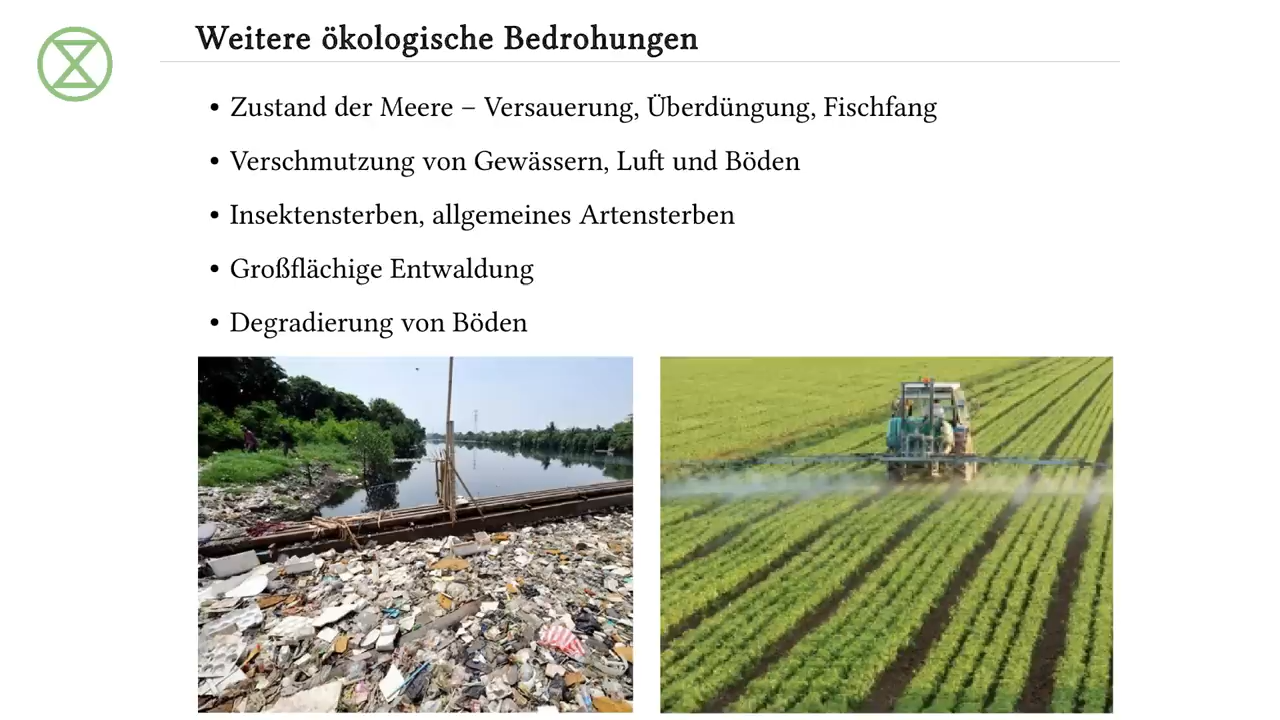 Weitere ökologische Bedrohungen
• Zustand der Meere – Versauerung, Überdüngung, Fischfang
• Verschmutzung von Gewässern, Luft und Böden
• Insektensterben, allgemeines Artensterben
• Großflächige Entwaldung
• Degradierung von Böden